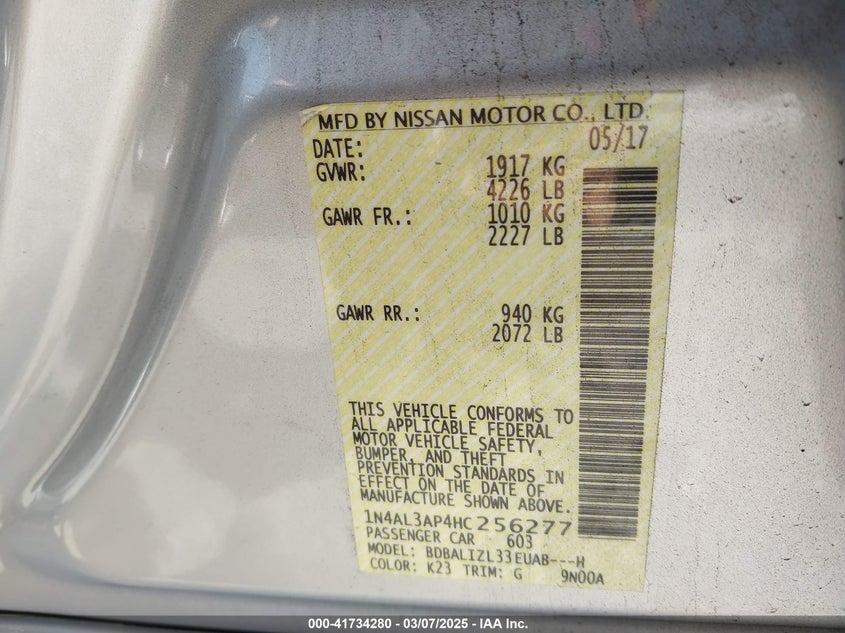 MFD BY NISSAN MOTOR CO., LTD.
DATE: 05/17
GVWR: 1917 KG
4226 LB
GAWR FR.: 1010 KG
2227 LB
GAWR RR.: 940 KG
2072 LB
THIS VEHICLE CONFORMS TO
ALL APPLICABLE FEDERAL
MOTOR VEHICLE SAFETY,
BUMPER, AND THEFT
PREVENTION STANDARDS IN
EFFECT ON THE DATE OF
MANUFACTURE SHOWN ABOVE.
1N4AL3AP4HC256277
PASSENGER CAR 603
MODEL: BDBALIZL33EUAB---H
COLOR: K23 TRIM: G 9N00A
000-41734280 - 03/07/2025 - IAA Inc.